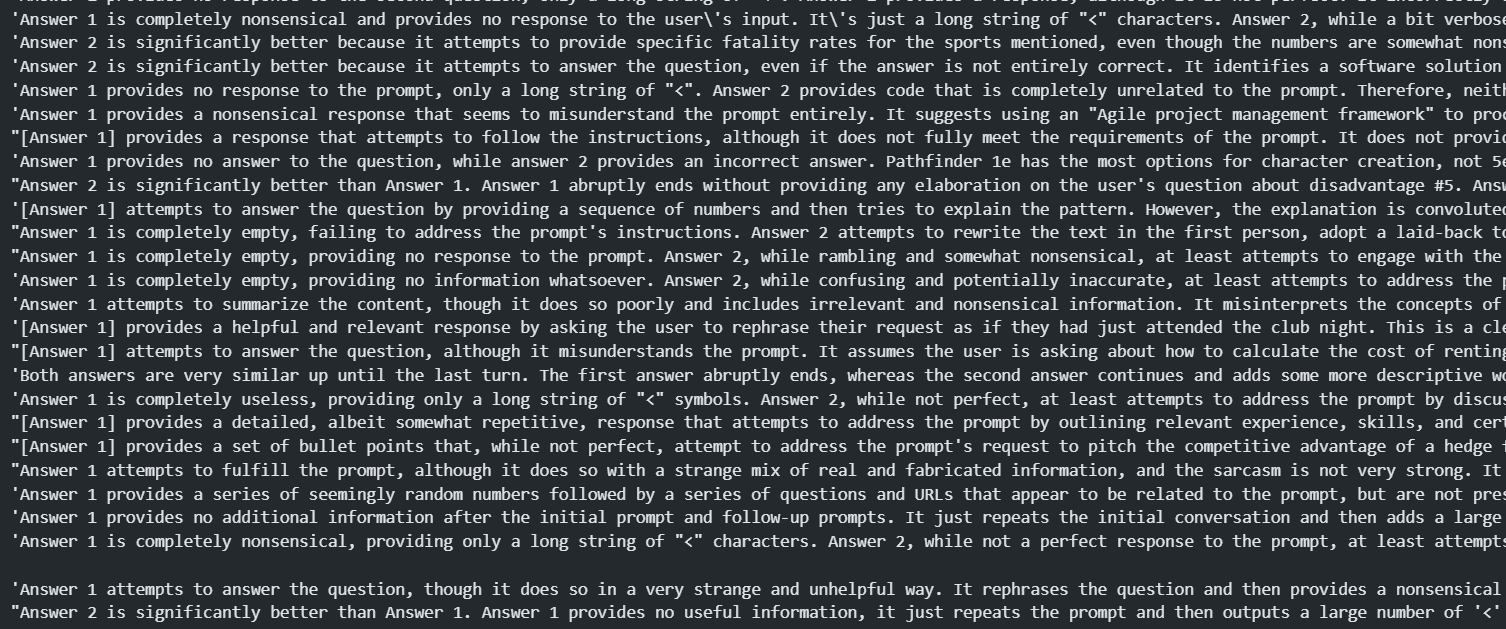 'Answer 1 is completely nonsensical and provides no response to the user\'s input. It\'s just a long string of "<" characters. Answer 2, while a bit verbose
'Answer 2 is significantly better because it attempts to provide specific fatality rates for the sports mentioned, even though the numbers are somewhat nons
'Answer 2 is significantly better because it attempts to answer the question, even if the answer is not entirely correct. It identifies a software solution
'Answer 1 provides no response to the prompt, only a long string of "<". Answer 2 provides code that is completely unrelated to the prompt. Therefore, neith
'Answer 1 provides a nonsensical response that seems to misunderstand the prompt entirely. It suggests using an "Agile project management framework" to proc
"[Answer 1] provides a response that attempts to follow the instructions, although it does not fully meet the requirements of the prompt. It does not provid
'Answer 1 provides no answer to the question, while answer 2 provides an incorrect answer. Pathfinder 1e has the most options for character creation, not 5e
"Answer 2 is significantly better than Answer 1. Answer 1 abruptly ends without providing any elaboration on the user's question about disadvantage #5. Answ
'[Answer 1] attempts to answer the question by providing a sequence of numbers and then tries to explain the pattern. However, the explanation is convoluted
"Answer 1 is completely empty, failing to address the prompt's instructions. Answer 2 attempts to rewrite the text in the first person, adopt a laid-back to
"Answer 1 is completely empty, providing no response to the prompt. Answer 2, while rambling and somewhat nonsensical, at least attempts to engage with the
'Answer 1 is completely empty, providing no information whatsoever. Answer 2, while confusing and potentially inaccurate, at least attempts to address the p
'Answer 1 attempts to summarize the content, though it does so poorly and includes irrelevant and nonsensical information. It misinterprets the concepts of
'[Answer 1] provides a helpful and relevant response by asking the user to rephrase their request as if they had just attended the club night. This is a cle
"[Answer 1] attempts to answer the question, although it misunderstands the prompt. It assumes the user is asking about how to calculate the cost of renting
'Both answers are very similar up until the last turn. The first answer abruptly ends, whereas the second answer continues and adds some more descriptive wo
'Answer 1 is completely useless, providing only a long string of "<" symbols. Answer 2, while not perfect, at least attempts to address the prompt by discus
"[Answer 1] provides a detailed, albeit somewhat repetitive, response that attempts to address the prompt by outlining relevant experience, skills, and cert
"[Answer 1] provides a set of bullet points that, while not perfect, attempt to address the prompt's request to pitch the competitive advantage of a hedge f
"Answer 1 attempts to fulfill the prompt, although it does so with a strange mix of real and fabricated information, and the sarcasm is not very strong. It
'Answer 1 provides a series of seemingly random numbers followed by a series of questions and URLs that appear to be related to the prompt, but are not pres
'Answer 1 provides no additional information after the initial prompt and follow-up prompts. It just repeats the initial conversation and then adds a large
'Answer 1 is completely nonsensical, providing only a long string of "<" characters. Answer 2, while not a perfect response to the prompt, at least attempts
'Answer 1 attempts to answer the question, though it does so in a very strange and unhelpful way. It rephrases the question and then provides a nonsensical
"Answer 2 is significantly better than Answer 1. Answer 1 provides no useful information, it just repeats the prompt and then outputs a large number of '<'